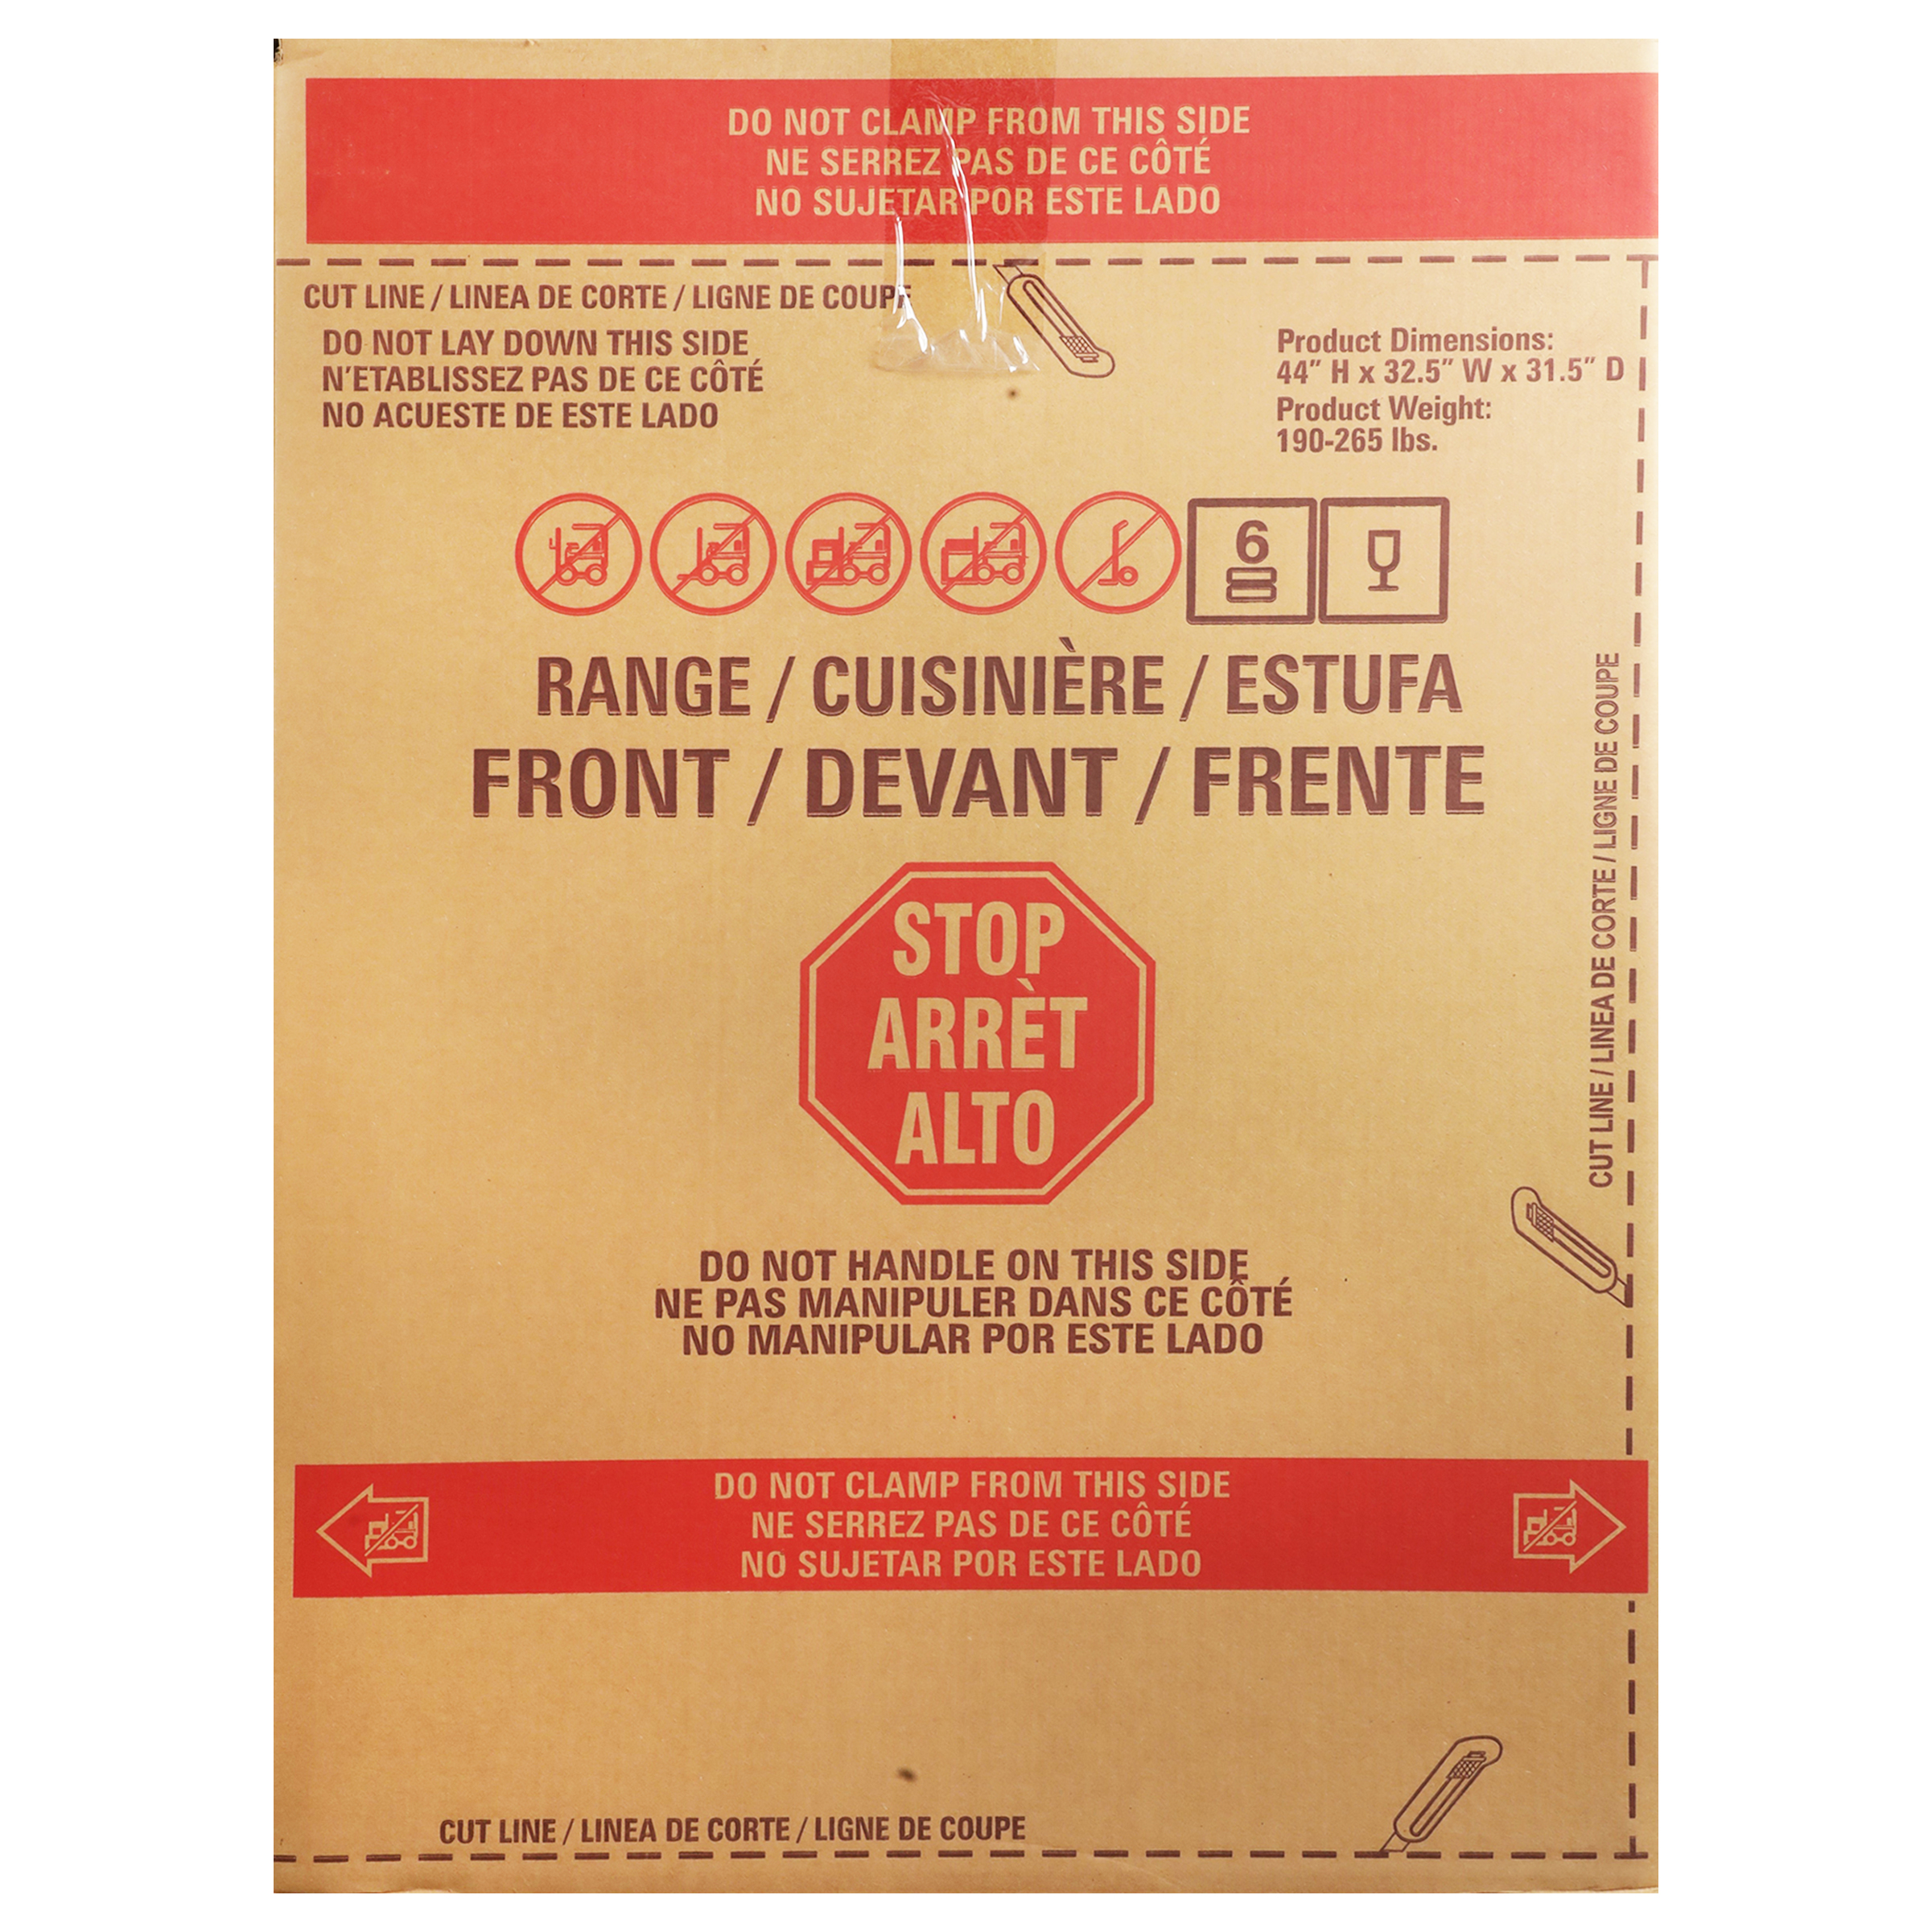 DO NOT CLAMP FROM THIS SIDE
NE SERREZ PAS DE CE CÔTÉ
NO SUJETAR POR ESTE LADO
CUT LINE / LINEA DE CORTE / LIGNE DE COUPE
DO NOT LAY DOWN THIS SIDE
N'ETABLISSEZ PAS DE CE CÔTÉ
NO ACUESTE DE ESTE LADO
Product Dimensions:
44" H x 32.5" W x 31.5" D
Product Weight:
190-265 lbs.
6
RANGE / CUISINIÈRE / ESTUFA
FRONT / DEVANT / FRENTE
CUT LINE / LINEA DE CORTE / LIGNE DE COUPE
STOP
ARRÈT
ALTO
DO NOT HANDLE ON THIS SIDE
NE PAS MANIPULER DANS CE CÔTÉ
NO MANIPULAR POR ESTE LADO
DO NOT CLAMP FROM THIS SIDE
NE SERREZ PAS DE CE CÔTÉ
NO SUJETAR POR ESTE LADO
CUT LINE / LINEA DE CORTE / LIGNE DE COUPE